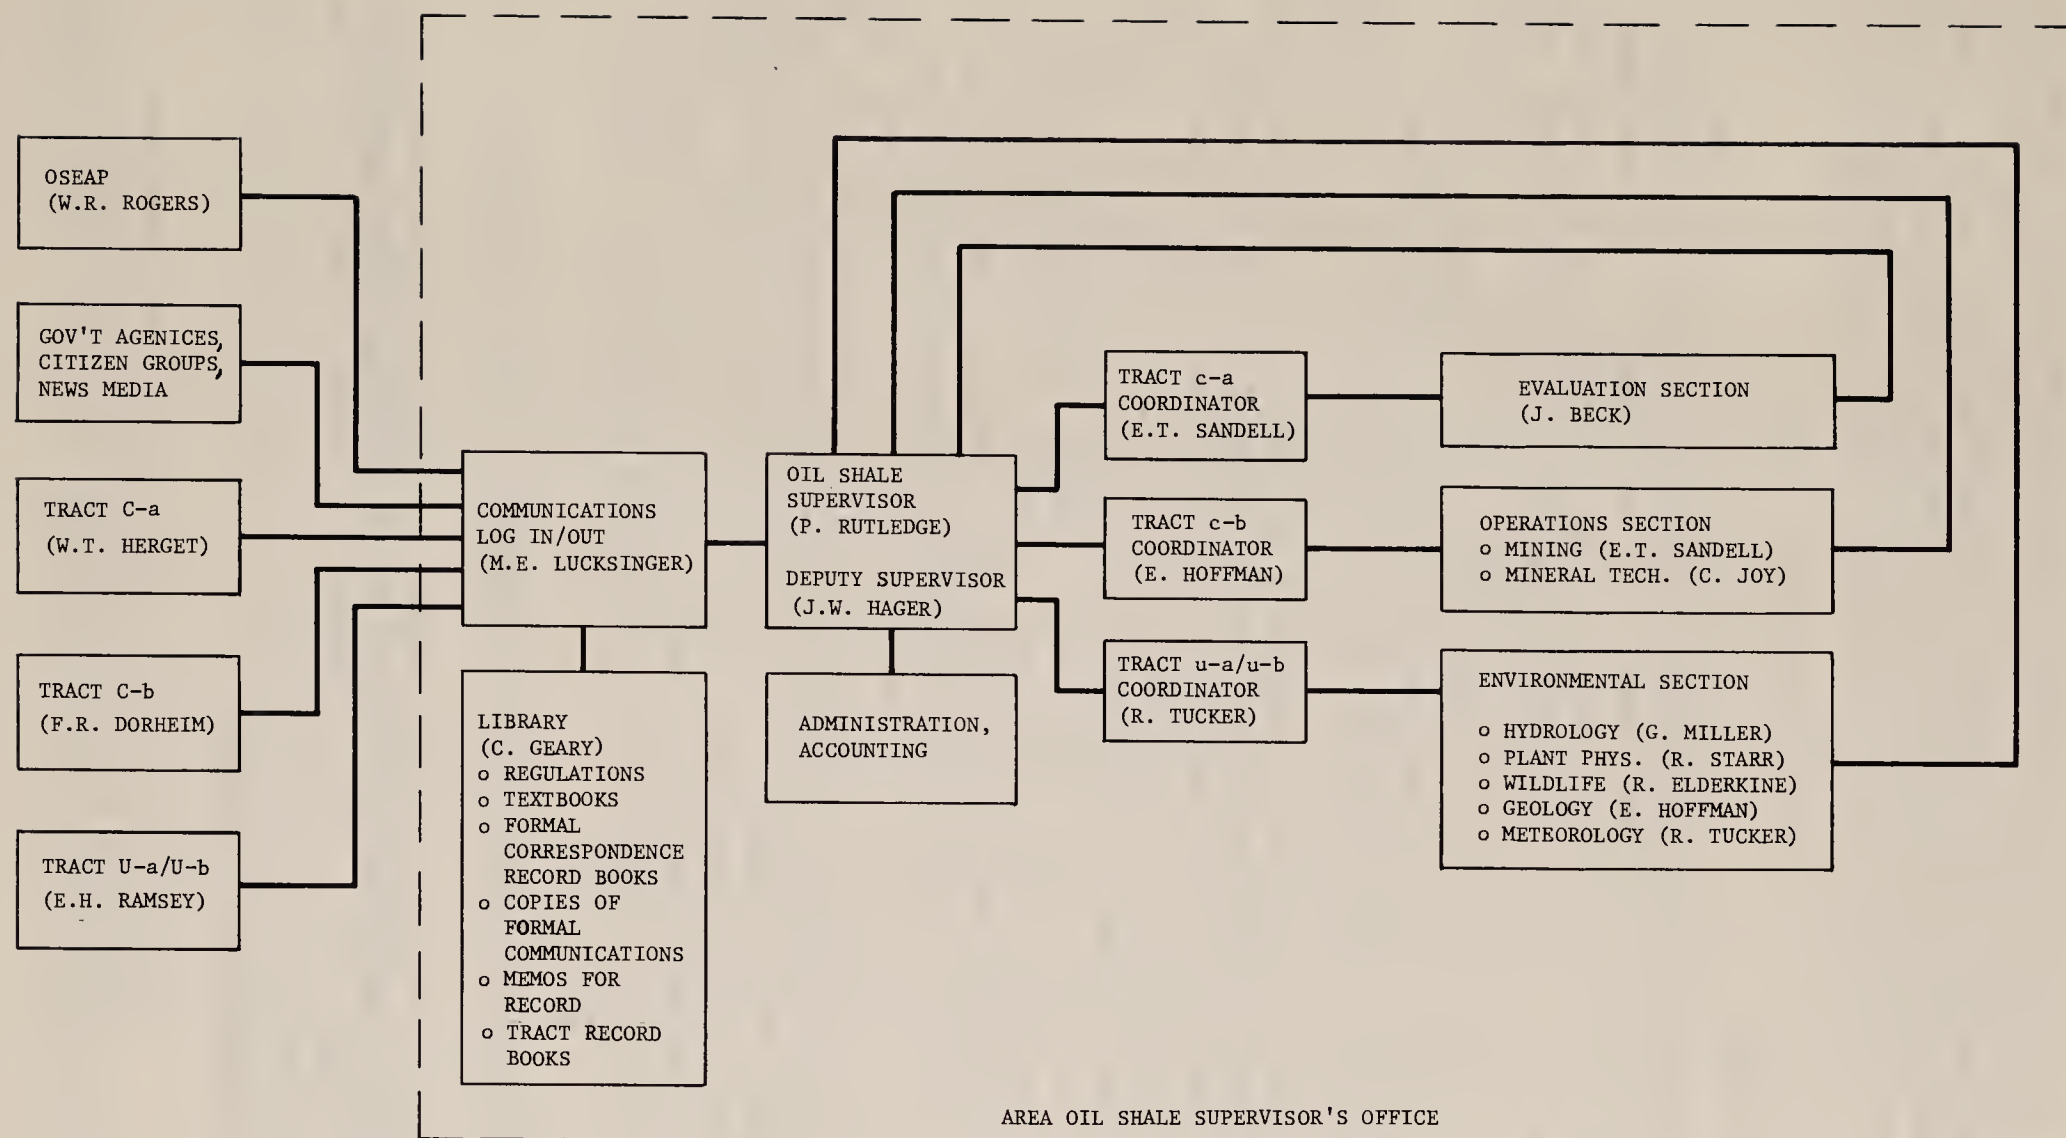 OSEAP
(W.R. ROGERS)
GOV'T AGENICES,
CITIZEN GROUPS,
NEWS MEDIA
TRACT C-a
(W.T. HERGET)
TRACT C-b
(F.R. DORHEIM)
TRACT U-a/U-b
(E.H. RAMSEY)
COMMUNICATIONS
LOG IN/OUT
(M.E. LUCKSINGER)
LIBRARY
(C. GEARY)
o REGULATIONS
o TEXTBOOKS
o FORMAL
CORRESPONDENCE
RECORD BOOKS
o COPIES OF
FORMAL
COMMUNICATIONS
o MEMOS FOR
RECORD
o TRACT RECORD
BOOKS
OIL SHALE
SUPERVISOR
(P. RUTLEDGE)
DEPUTY SUPERVISOR
(J.W. HAGER)
ADMINISTRATION,
ACCOUNTING
TRACT c-a
COORDINATOR
(E.T. SANDELL)
TRACT c-b
COORDINATOR
(E. HOFFMAN)
TRACT u-a/u-b
COORDINATOR
(R. TUCKER)
EVALUATION SECTION
(J. BECK)
OPERATIONS SECTION
o MINING (E.T. SANDELL)
o MINERAL TECH. (C. JOY)
ENVIRONMENTAL SECTION
o HYDROLOGY (G. MILLER)
o PLANT PHYS. (R. STARR)
o WILDLIFE (R. ELDERKINE)
o GEOLOGY (E. HOFFMAN)
o METEOROLOGY (R. TUCKER)
AREA OIL SHALE SUPERVISOR'S OFFICE